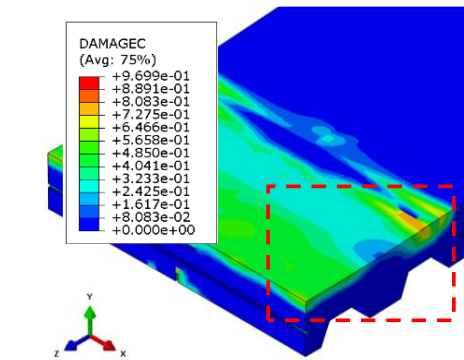 DAMAGEC
(Avg: 75%)
+9.699e-01
+8.891e-01
+8.083e-01
+7.275e-01
+6.466e-01
+5.658e-01
+4.850e-01
+4.041e-01
+3.233e-01
+2.425e-01
+1.617e-01
+8.083e-02
+0.000e+00
Y
Z
X